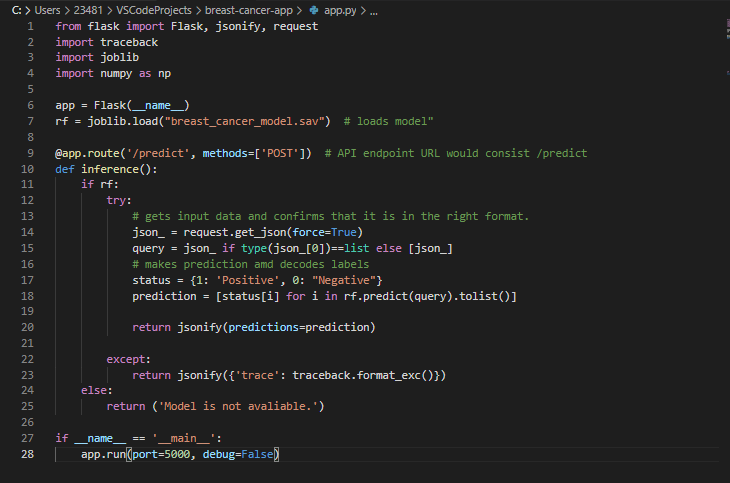 C: > Users > 23481 > VSCodeProjects > breast-cancer-app > app.py > ...
1 from flask import Flask, jsonify, request
2 import traceback
3 import joblib
4 import numpy as np
5
6 app = Flask(__name__)
7 rf = joblib.load("breast_cancer_model.sav")  # loads model"
8
9 @app.route('/predict', methods=['POST'])  # API endpoint URL would consist /predict
10 def inference():
11     if rf:
12         try:
13             # gets input data and confirms that it is in the right format.
14             json_ = request.get_json(force=True)
15             query = json_ if type(json_[0])==list else [json_]
16             # makes prediction amd decodes labels
17             status = {1: 'Positive', 0: "Negative"}
18             prediction = [status[i] for i in rf.predict(query).tolist()]
19
20             return jsonify(predictions=prediction)
21
22         except:
23             return jsonify({'trace': traceback.format_exc()})
24     else:
25         return ('Model is not avaliable.')
26
27 if __name__ == '__main__':
28     app.run(port=5000, debug=False)